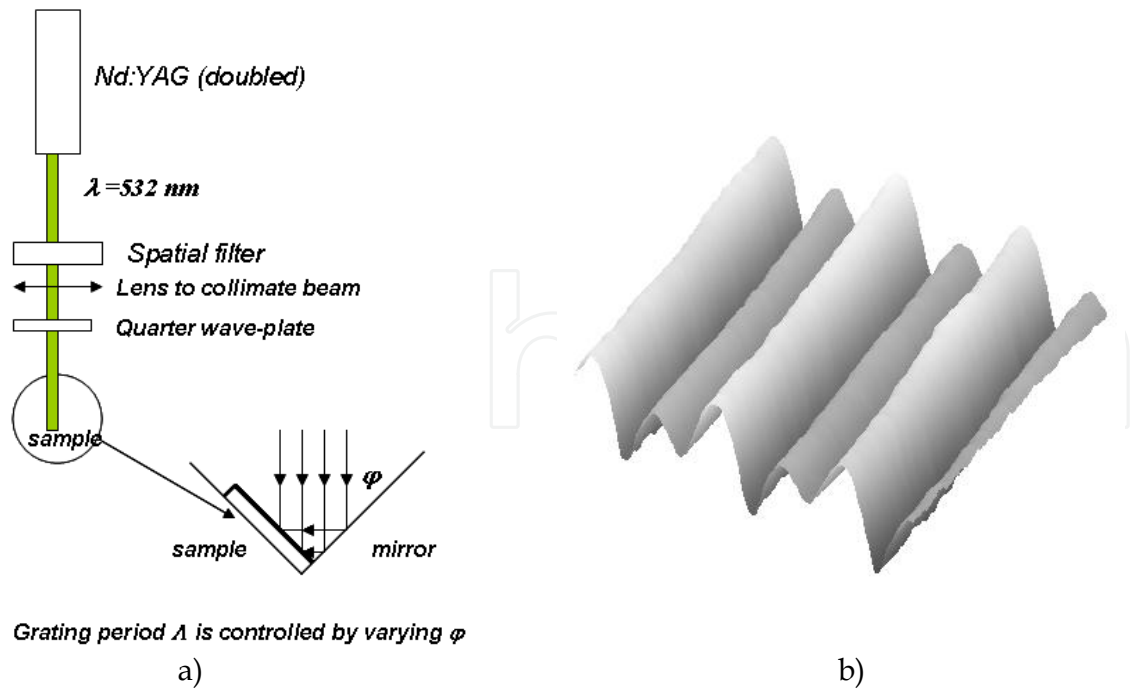 Nd:YAG (doubled)
λ =532 nm
Spatial filter
Lens to collimate beam
Quarter wave-plate
sample
φ
sample
mirror
Grating period Λ is controlled by varying φ
a)
b)